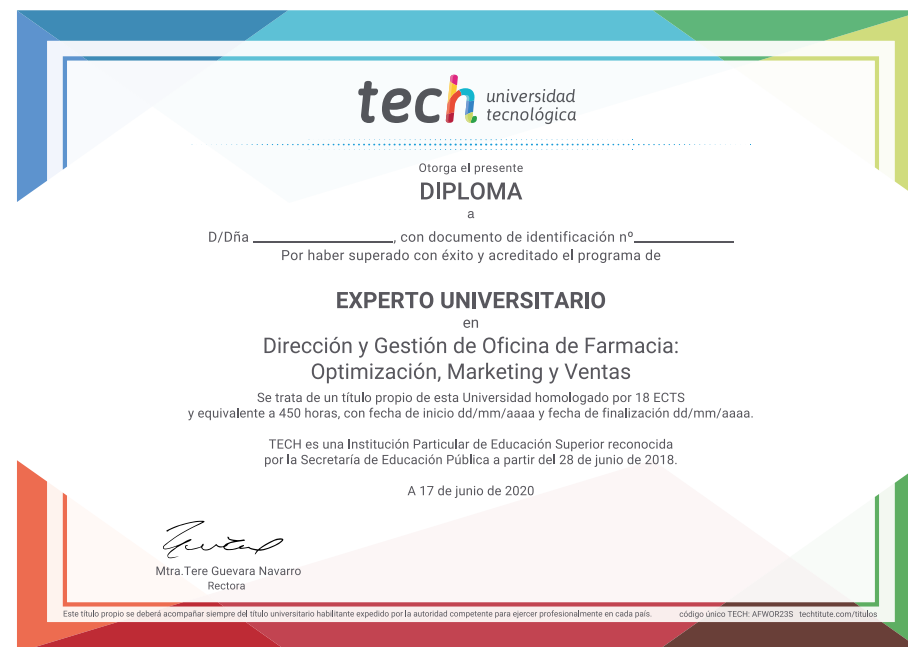 tech universidad
tecnológica
Otorga el presente
DIPLOMA
a
D/Dña ____________________, con documento de identificación nº______________
Por haber superado con éxito y acreditado el programa de
EXPERTO UNIVERSITARIO
en
Dirección y Gestión de Oficina de Farmacia:
Optimización, Marketing y Ventas
Se trata de un título propio de esta Universidad homologado por 18 ECTS
y equivalente a 450 horas, con fecha de inicio dd/mm/aaaa y fecha de finalización dd/mm/aaaa.
TECH es una Institución Particular de Educación Superior reconocida
por la Secretaría de Educación Pública a partir del 28 de junio de 2018.
A 17 de junio de 2020
Mtra.Tere Guevara Navarro
Rectora
Este título propio se deberá acompañar siempre del título universitario habilitante expedido por la autoridad competente para ejercer profesionalmente en cada país. código único TECH: AFWOR23S techtitute.com/titulos